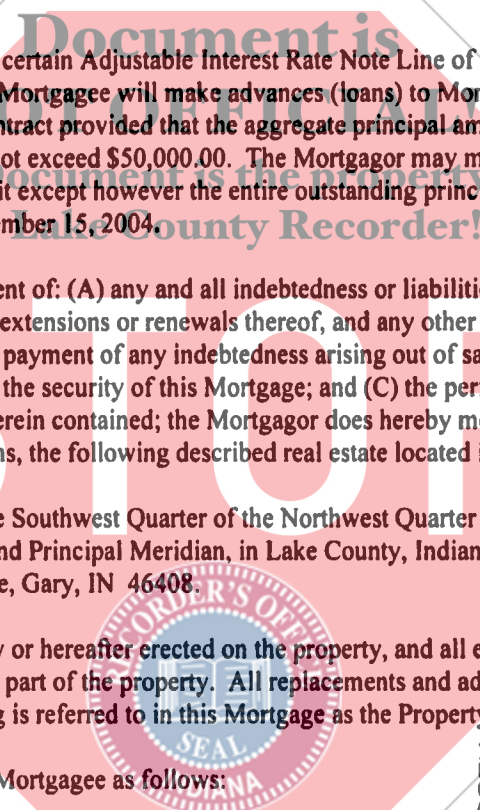 Document is
certain Adjustable Interest Rate Note Line of
Mortgagee will make advances (loans) to Mor
NOT OFFICIAL!
ntract provided that the aggregate principal am
ot exceed $50,000.00. The Mortgagor may m
ocument is the property
it except however the entire outstanding princ
mber 15, 2004.
Lake County Recorder!
ent of: (A) any and all indebtedness or liabiliti
extensions or renewals thereof, and any other
payment of any indebtedness arising out of sa
the security of this Mortgage; and (C) the per
erein contained; the Mortgagor does hereby m
ns, the following described real estate located i
STOP
e Southwest Quarter of the Northwest Quarter
nd Principal Meridian, in Lake County, Indian
e, Gary, IN 46408.
RECORDER'S OFFICE
y or hereafter erected on the property, and all e
part of the property. All replacements and ad
g is referred to in this Mortgage as the Property
SEAL
INDIANA
Mortgagee as follows: